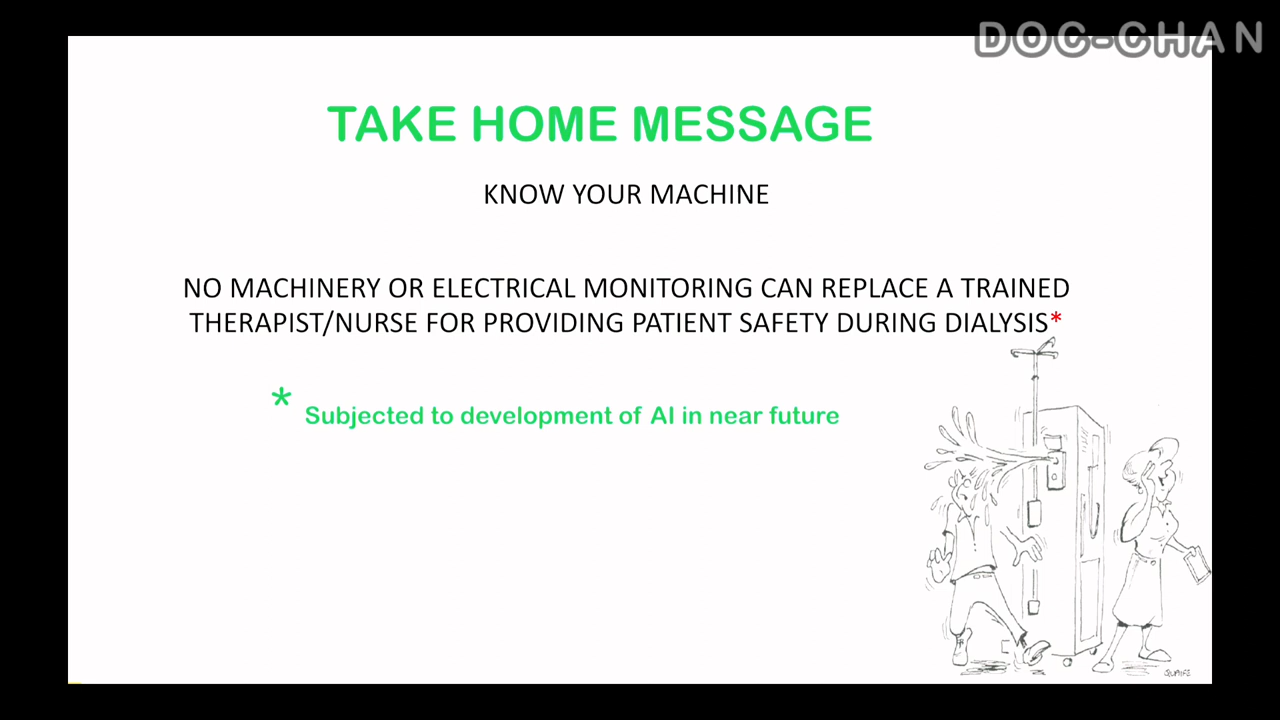 DOC-CHAN
TAKE HOME MESSAGE
KNOW YOUR MACHINE
NO MACHINERY OR ELECTRICAL MONITORING CAN REPLACE A TRAINED
THERAPIST/NURSE FOR PROVIDING PATIENT SAFETY DURING DIALYSIS*
* Subjected to development of AI in near future